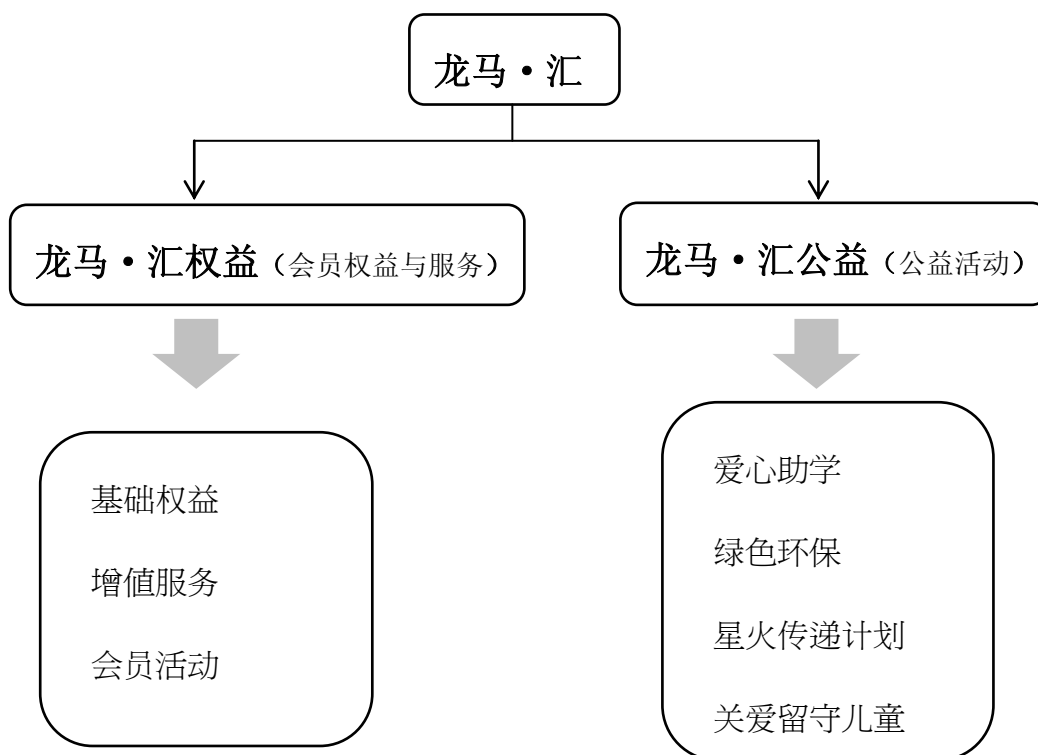 龙马·汇
龙马·汇权益（会员权益与服务）
龙马·汇公益（公益活动）
基础权益
增值服务
会员活动
爱心助学
绿色环保
星火传递计划
关爱留守儿童